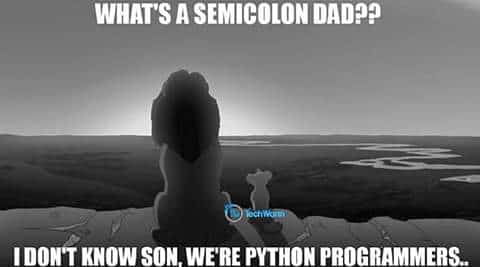 WHAT'S A SEMICOLON DAD??
TechWorm
I DON'T KNOW SON, WE'RE PYTHON PROGRAMMERS..